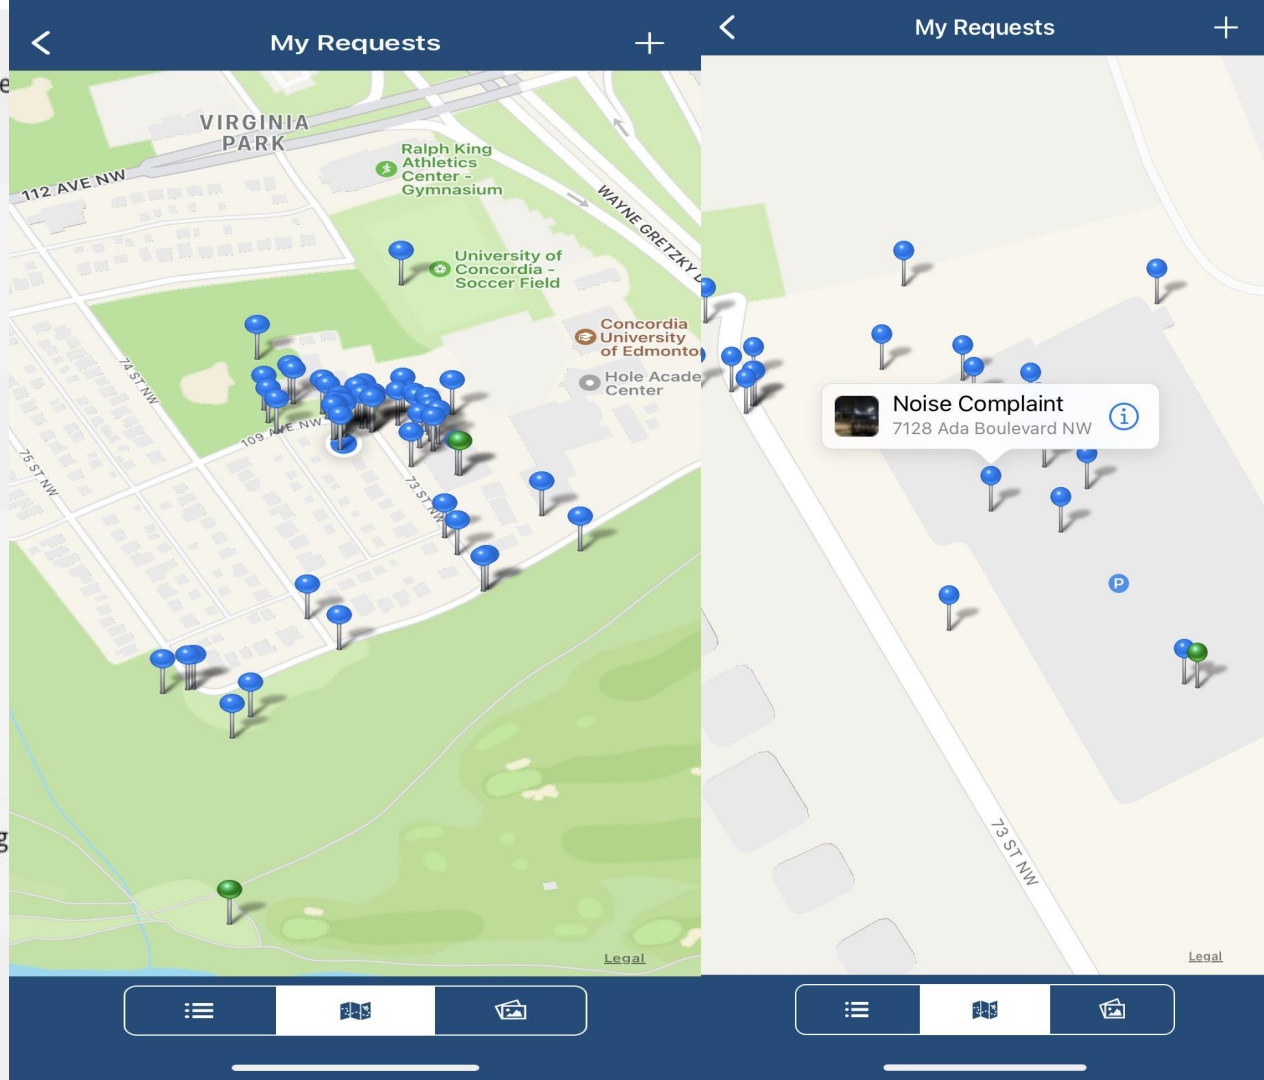 My Requests
VIRGINIA
PARK
112 AVE NW
Ralph King
Athletics
Center -
Gymnasium
WAYNE GRETZKY D
University of
Concordia -
Soccer Field
Concordia
University
of Edmonto
Hole Acade
Center
74 ST NW
109 AVE NW
75 ST NW
73 ST NW
Legal
My Requests
Noise Complaint
7128 Ada Boulevard NW
P
73 ST NW
Legal
e
g